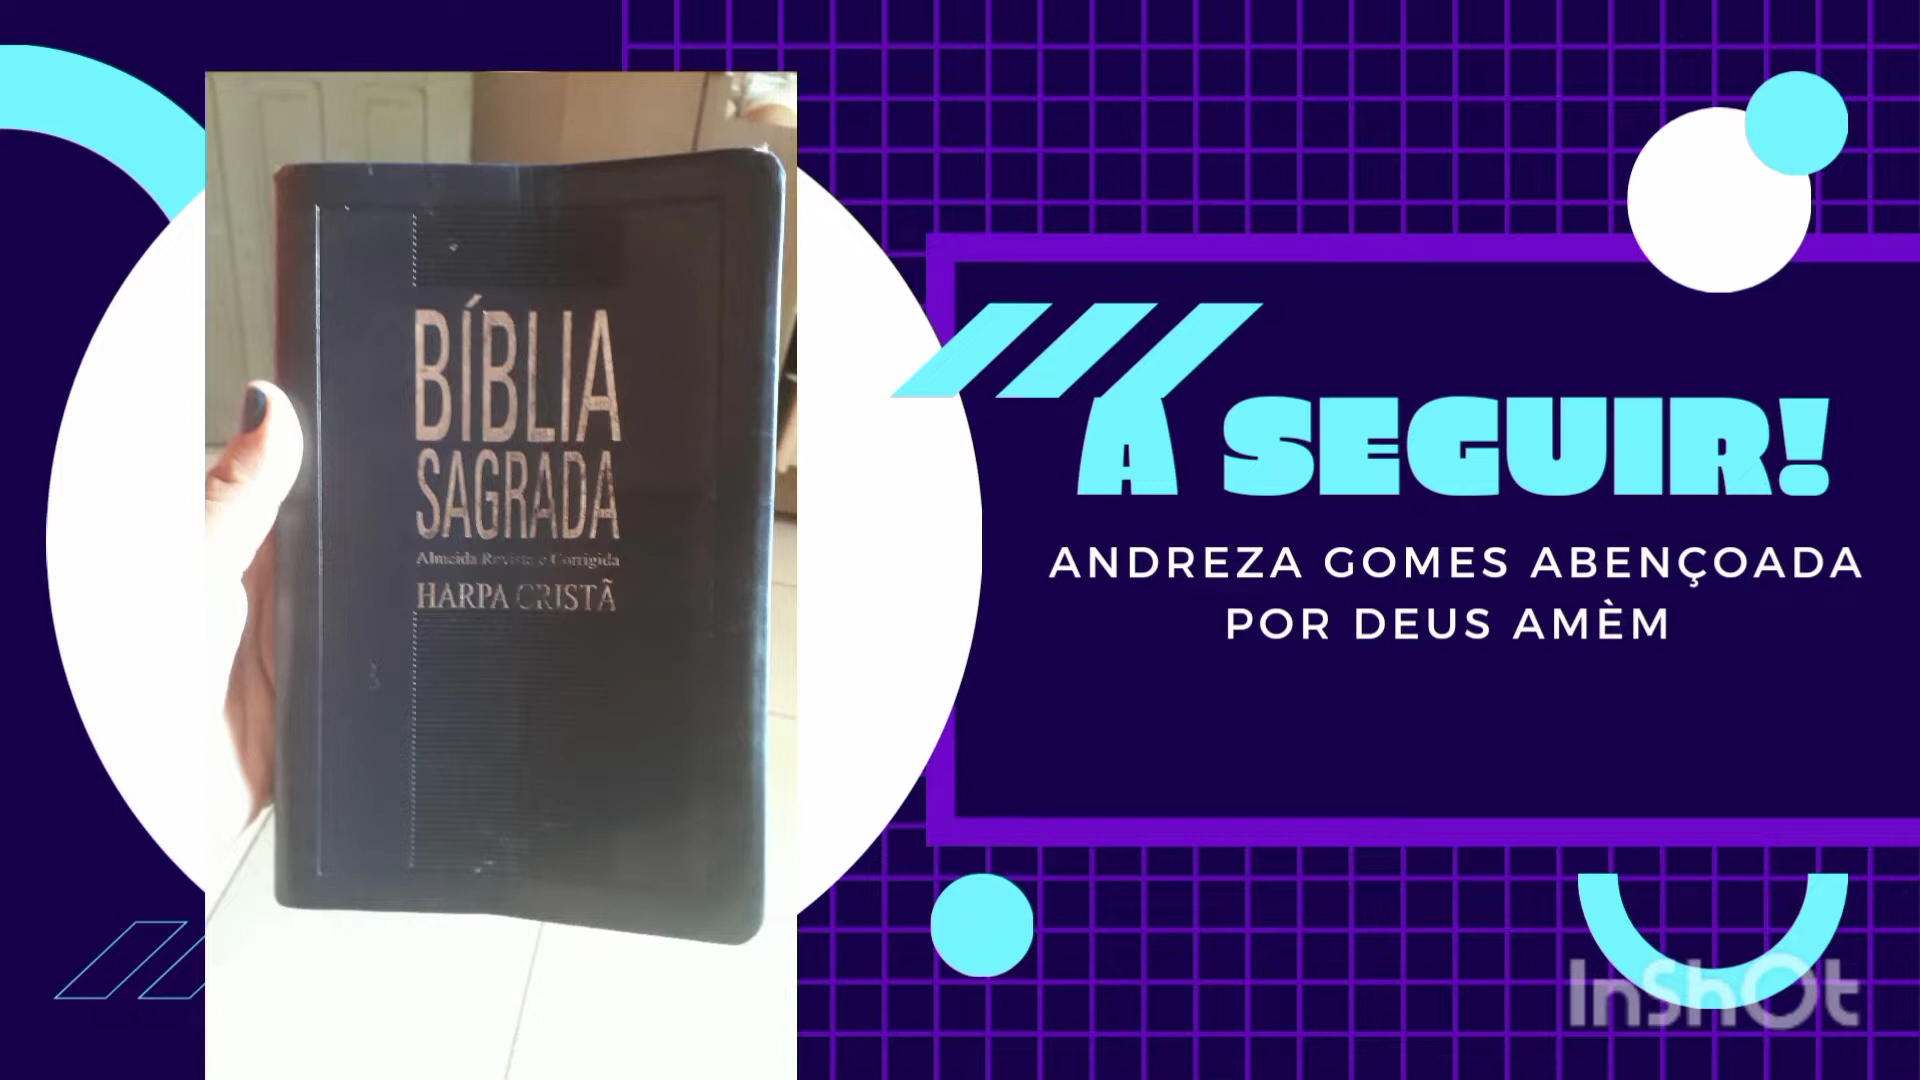 BÍBLIA
SAGRADA
Almeida Revista e Corrigida
HARPA CRISTÃ
A SEGUIR!
ANDREZA GOMES ABENÇOADA
POR DEUS AMÈM
InShOt